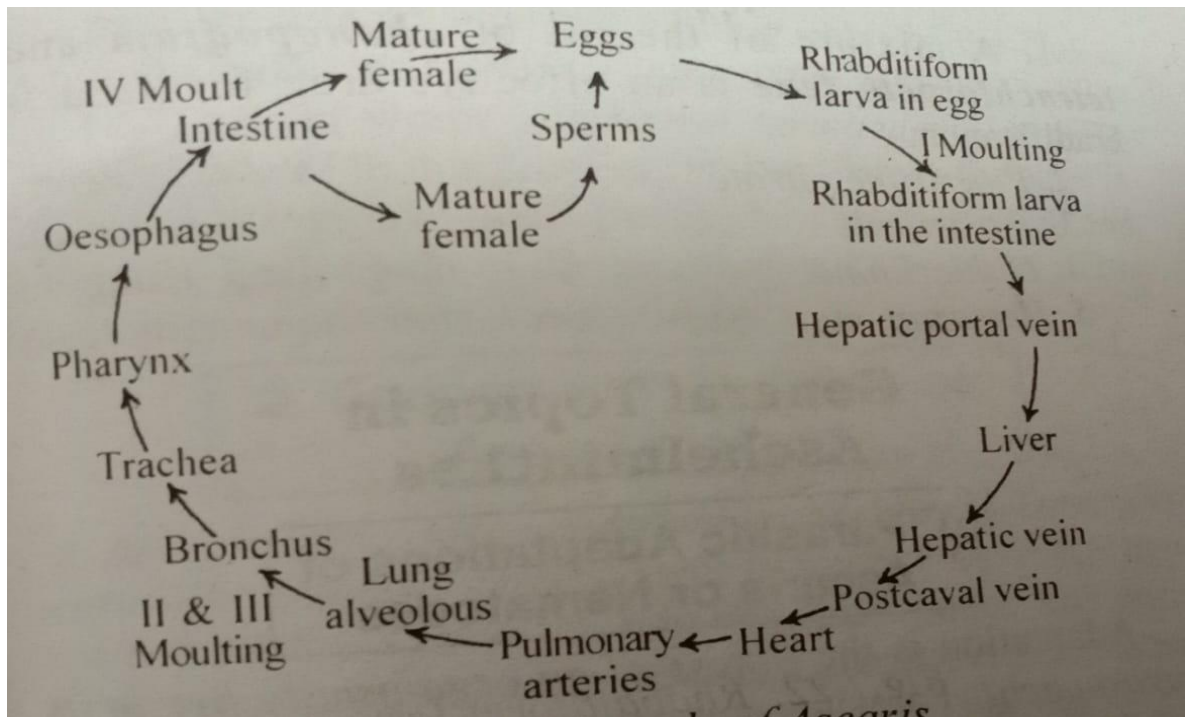 Mature
female
Eggs
Rhabditiform
larva in egg
IV Moult
Intestine
Sperms
I Moulting
Mature
female
Rhabditiform larva
in the intestine
Oesophagus
Hepatic portal vein
Pharynx
Liver
Trachea
Hepatic vein
Bronchus
Lung
alveolous
Postcaval vein
II & III
Moulting
Pulmonary
arteries
Heart
of Ascaris